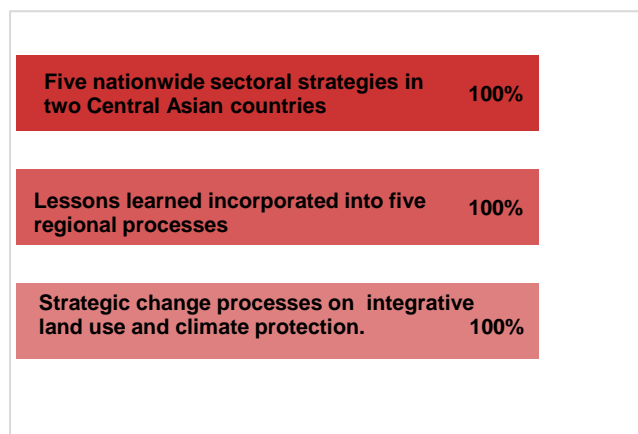 Five nationwide sectoral strategies in
two Central Asian countries 100%
Lessons learned incorporated into five
regional processes 100%
Strategic change processes on integrative
land use and climate protection. 100%